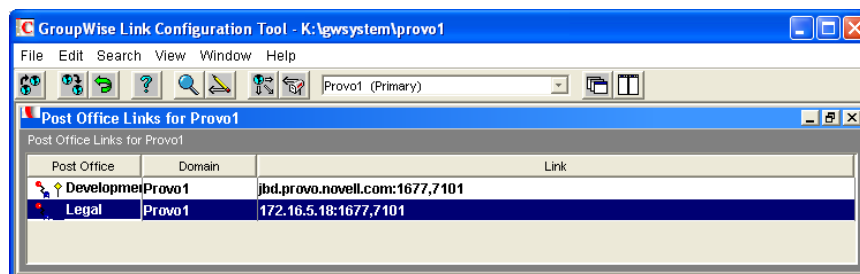 GroupWise Link Configuration Tool - K:\gwsystem\provo1
File Edit Search View Window Help
Provo1 (Primary)
Post Office Links for Provo1
Post Office Links for Provo1
Post Office Domain Link
Developmei Provo1 jbd.provo.novell.com:1677,7101
Legal Provo1 172.16.5.18:1677,7101